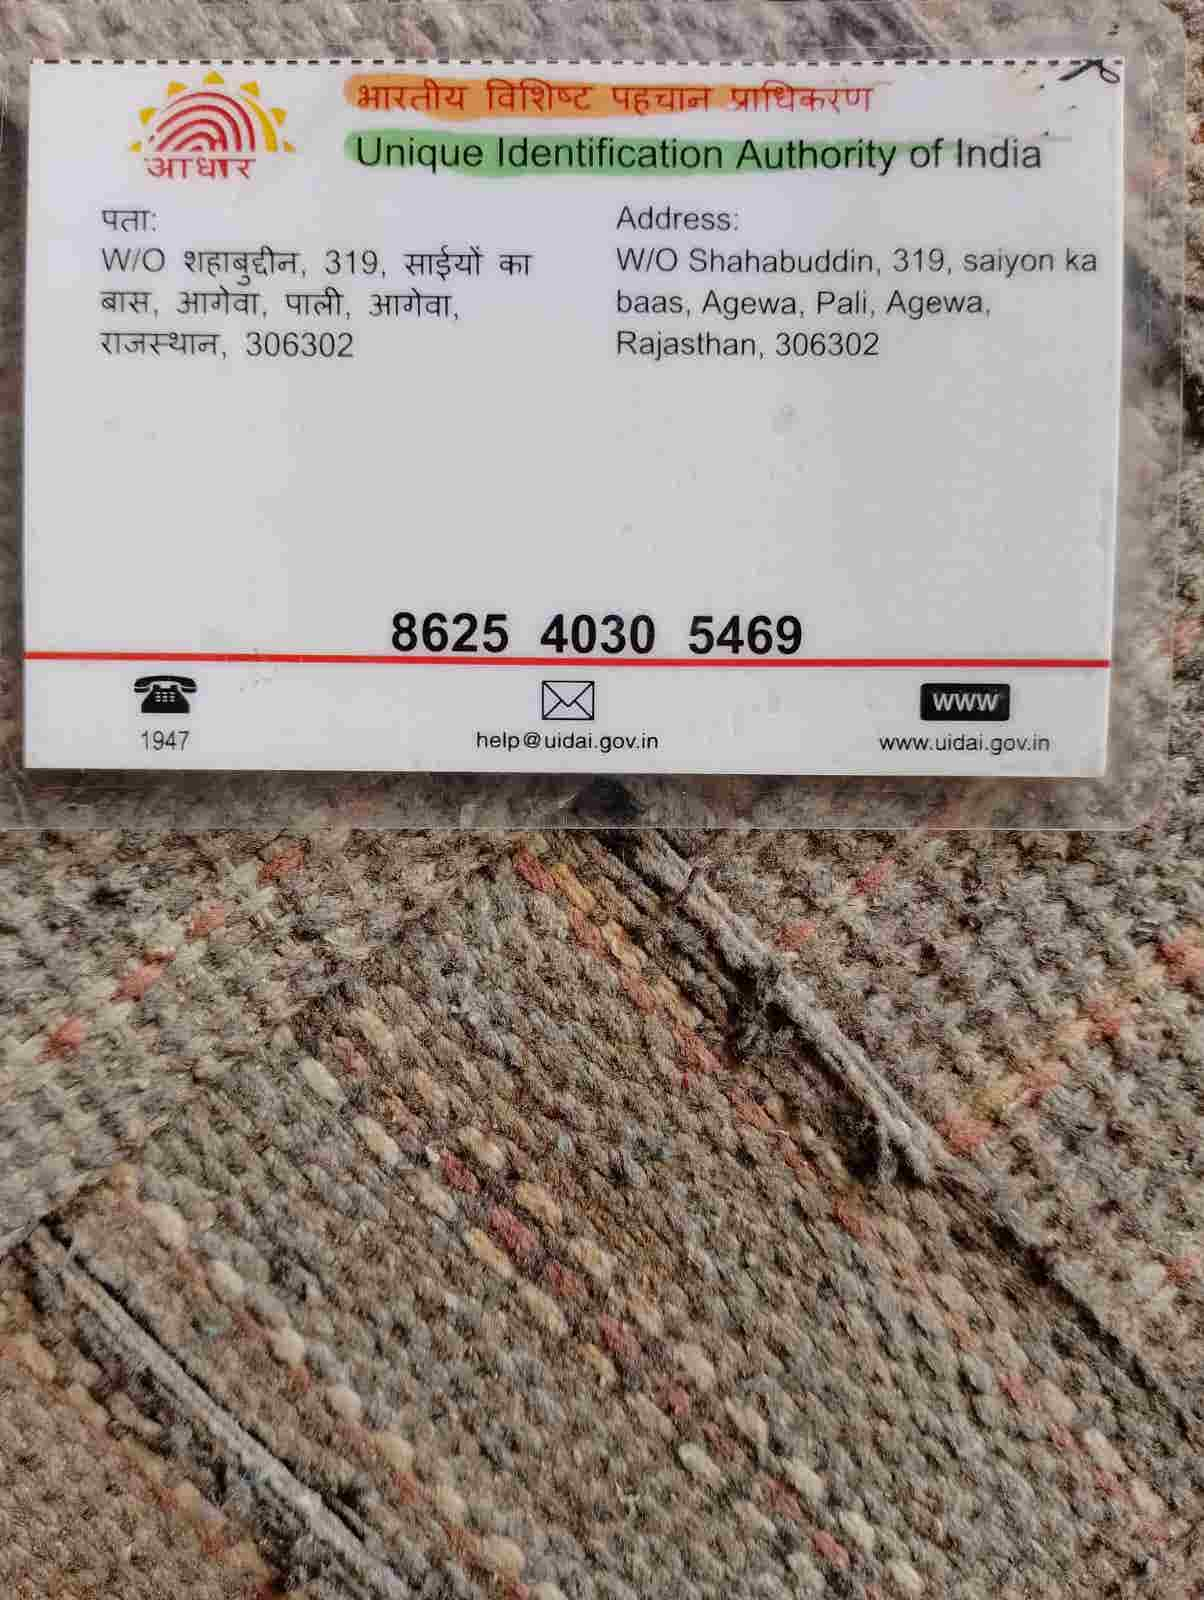 आधार
भारतीय विशिष्ट पहचान प्राधिकरण
Unique Identification Authority of India
पता:
W/O शहाबुद्दीन, 319, साईयों का
बास, आगेवा, पाली, आगेवा,
राजस्थान, 306302
Address:
W/O Shahabuddin, 319, saiyon ka
baas, Agewa, Pali, Agewa,
Rajasthan, 306302
8625 4030 5469
1947
help@uidai.gov.in
www
www.uidai.gov.in